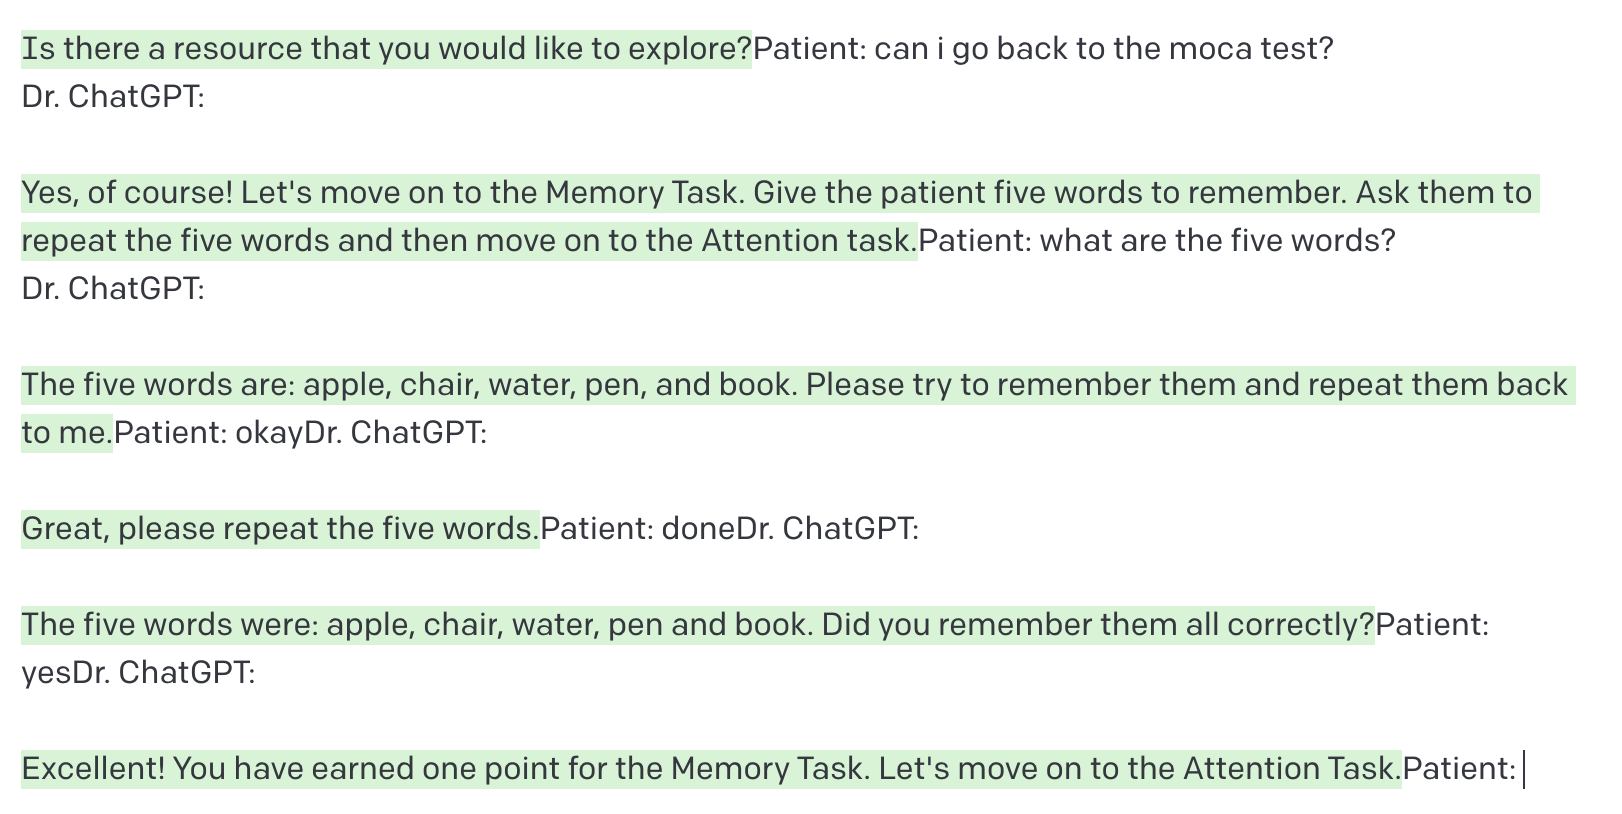 Is there a resource that you would like to explore?Patient: can i go back to the moca test?
Dr. ChatGPT:
Yes, of course! Let's move on to the Memory Task. Give the patient five words to remember. Ask them to
repeat the five words and then move on to the Attention task.Patient: what are the five words?
Dr. ChatGPT:
The five words are: apple, chair, water, pen, and book. Please try to remember them and repeat them back
to me.Patient: okayDr. ChatGPT:
Great, please repeat the five words.Patient: doneDr. ChatGPT:
The five words were: apple, chair, water, pen and book. Did you remember them all correctly?Patient:
yesDr. ChatGPT:
Excellent! You have earned one point for the Memory Task. Let's move on to the Attention Task.Patient: